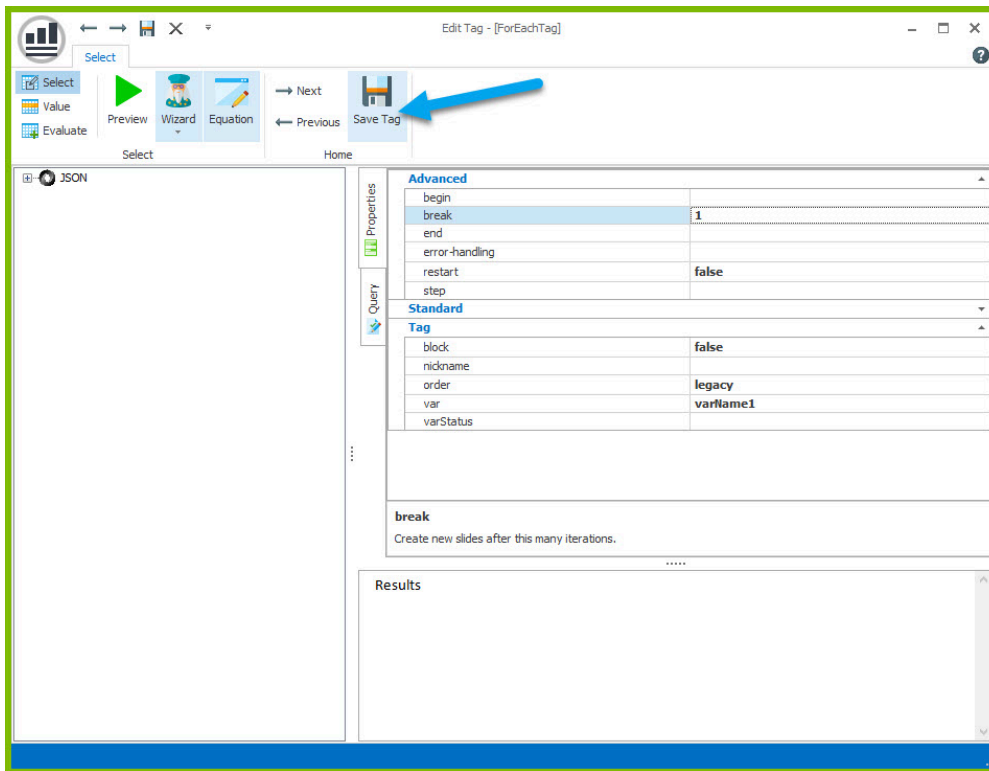 Edit Tag - [ForEachTag]
Select
Select
Value
Evaluate
Preview
Wizard
Equation
Next
Previous
Save Tag
Select
Home
JSON
Properties
Query
Advanced
begin
break 1
end
error-handling
restart false
step
Standard
Tag
block false
nickname
order legacy
var varName1
varStatus
break
Create new slides after this many iterations.
Results